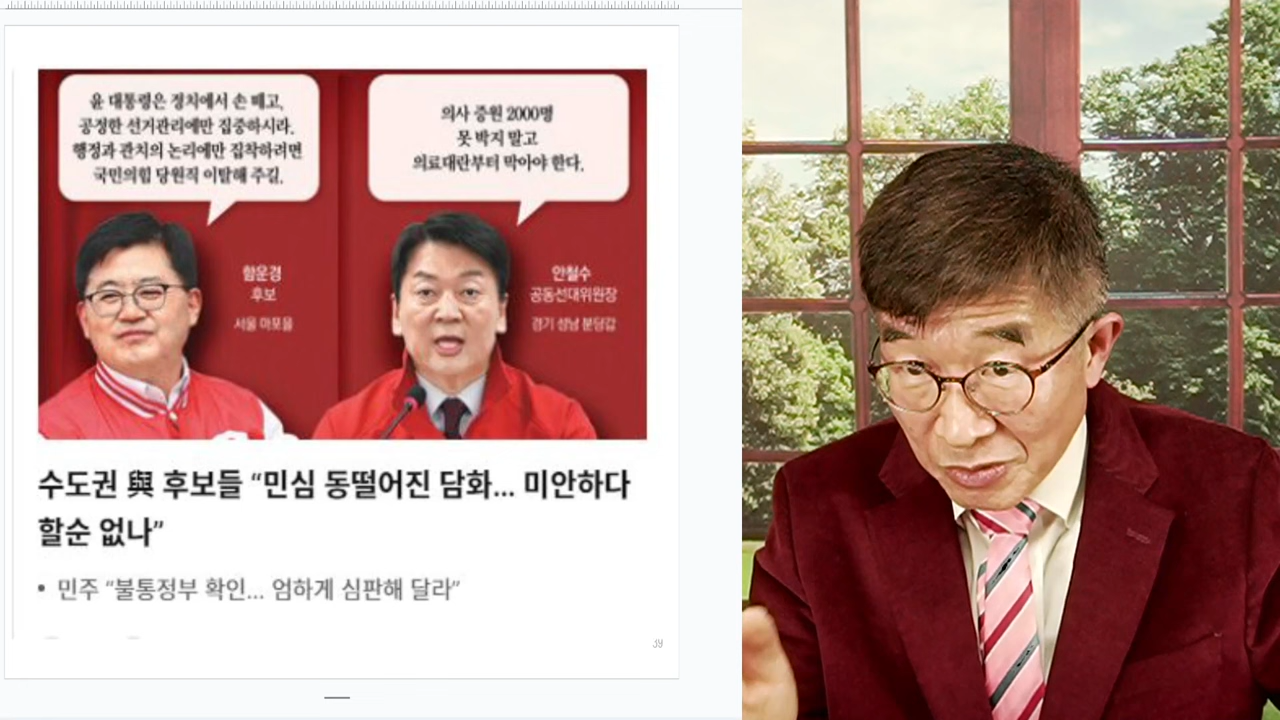 윤 대통령은 정치에서 손 떼고,
공정한 선거관리에만 집중하시라.
행정과 관치의 논리에만 집착하려면
국민의힘 당원직 이탈해 주길.
의사 증원 2000명
못 박지 말고
의료대란부터 막아야 한다.
함운경
후보
서울 마포을
안철수
공동선대위원장
경기 성남 분당갑
수도권 與 후보들 “민심 동떨어진 담화... 미안하다
할순 없나”
• 민주 “불통정부 확인... 엄하게 심판해 달라”